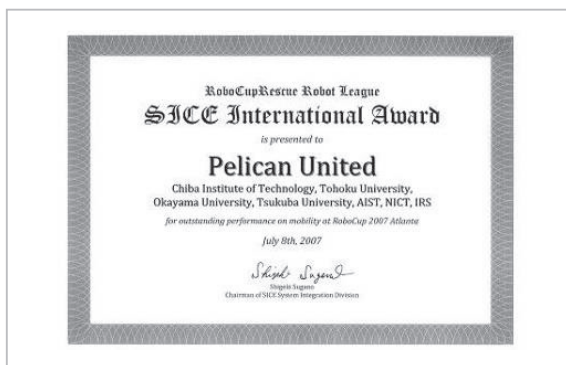 RoboCupRescue Robot League
SICE International Award
is presented to
Pelican United
Chiba Institute of Technology, Tohoku University,
Okayama University, Tsukuba University, AIST, NICT, IRS
for outstanding performance on mobility at RoboCup 2007 Atlanta
July 8th, 2007
Shigeki Sugano
Shigeki Sugano
Chairman of SICE System Integration Division